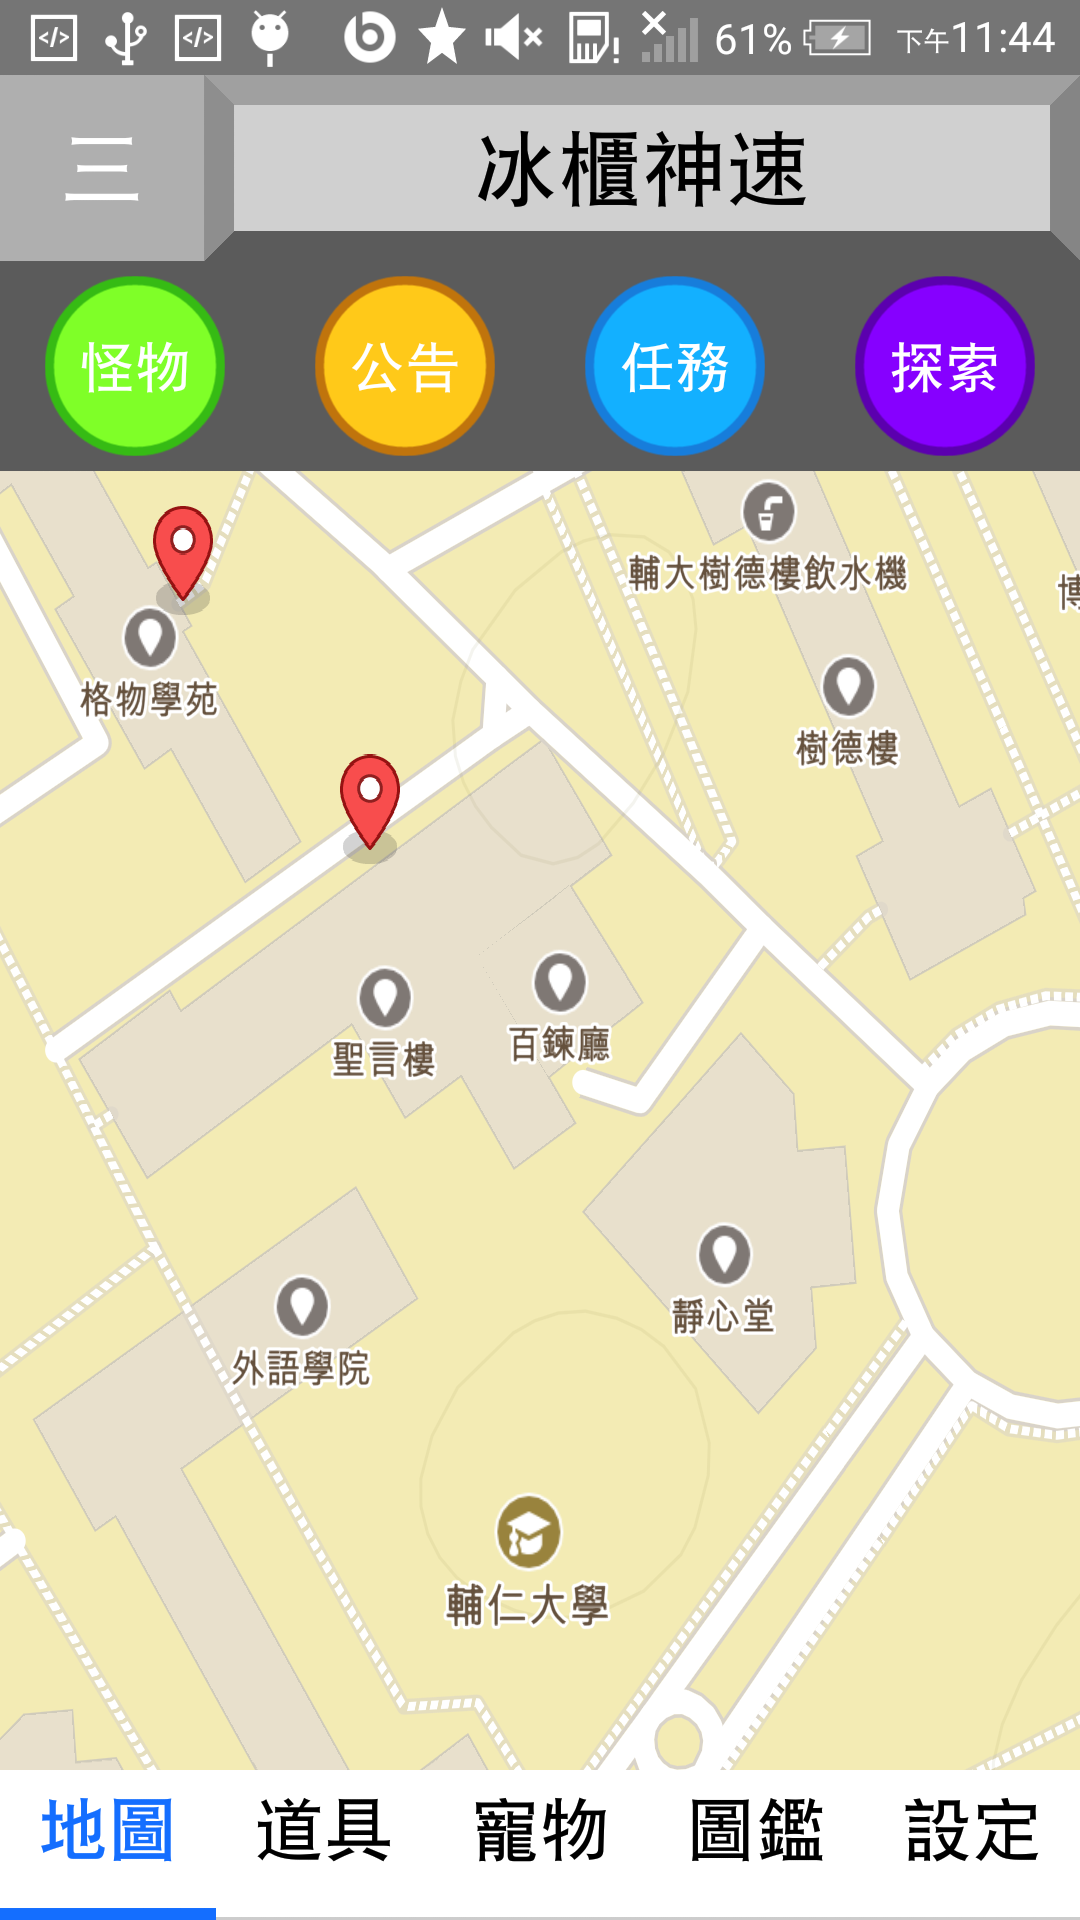 61% 下午11:44
三 冰櫃神速
怪物 公告 任務 探索
輔大樹德樓飲水機
博
格物學苑
樹德樓
百鍊廳
聖言樓
靜心堂
外語學院
輔仁大學
地圖 道具 寵物 圖鑑 設定